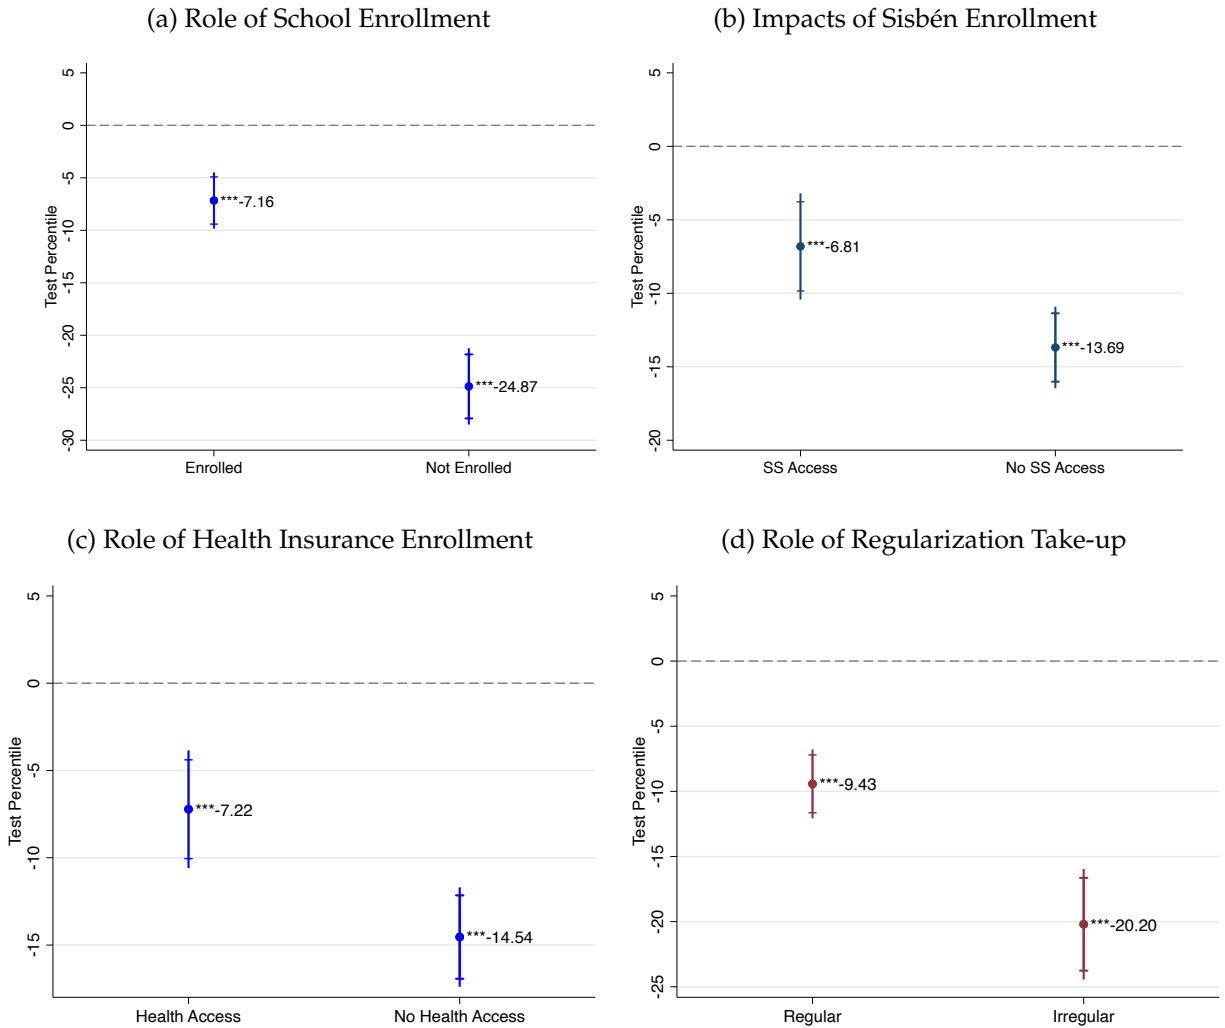 (a) Role of School Enrollment
5
0
-5
-10
-15
-20
-25
-30
Test Percentile
***-7.16
***-24.87
Enrolled
Not Enrolled
(b) Impacts of Sisbén Enrollment
5
0
-5
-10
-15
-20
Test Percentile
***-6.81
***-13.69
SS Access
No SS Access
(c) Role of Health Insurance Enrollment
5
0
-5
-10
-15
Test Percentile
***-7.22
***-14.54
Health Access
No Health Access
(d) Role of Regularization Take-up
5
0
-5
-10
-15
-20
-25
Test Percentile
***-9.43
***-20.20
Regular
Irregular